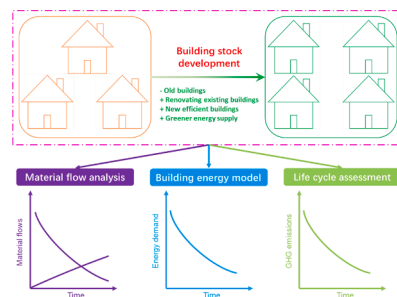 Building stock
development
- Old buildings
+ Renovating existing buildings
+ New efficient buildings
+ Greener energy supply
Material flow analysis
Building energy model
Life cycle assessment
Material flows
Time
Energy demand
Time
GHG emissions
Time